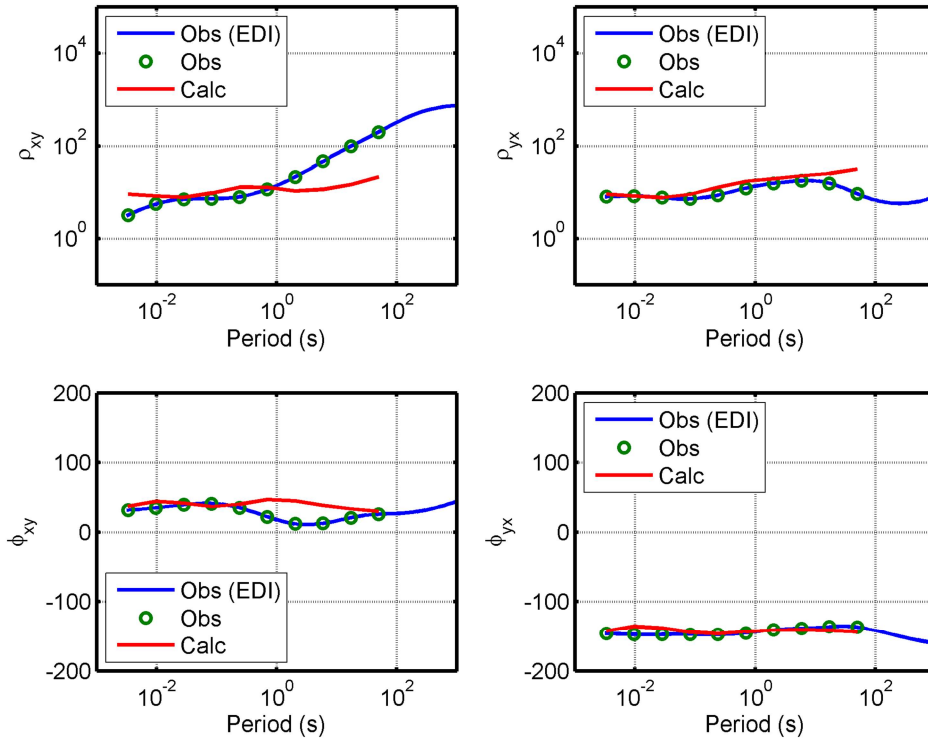 Obs (EDI)
Obs
Calc
10^4
10^2
10^0
ρxy
10^-2
10^0
10^2
Period (s)
Obs (EDI)
Obs
Calc
10^4
10^2
10^0
ρyx
10^-2
10^0
10^2
Period (s)
200
100
0
-100
-200
ϕxy
Obs (EDI)
Obs
Calc
10^-2
10^0
10^2
Period (s)
200
100
0
-100
-200
ϕyx
Obs (EDI)
Obs
Calc
10^-2
10^0
10^2
Period (s)